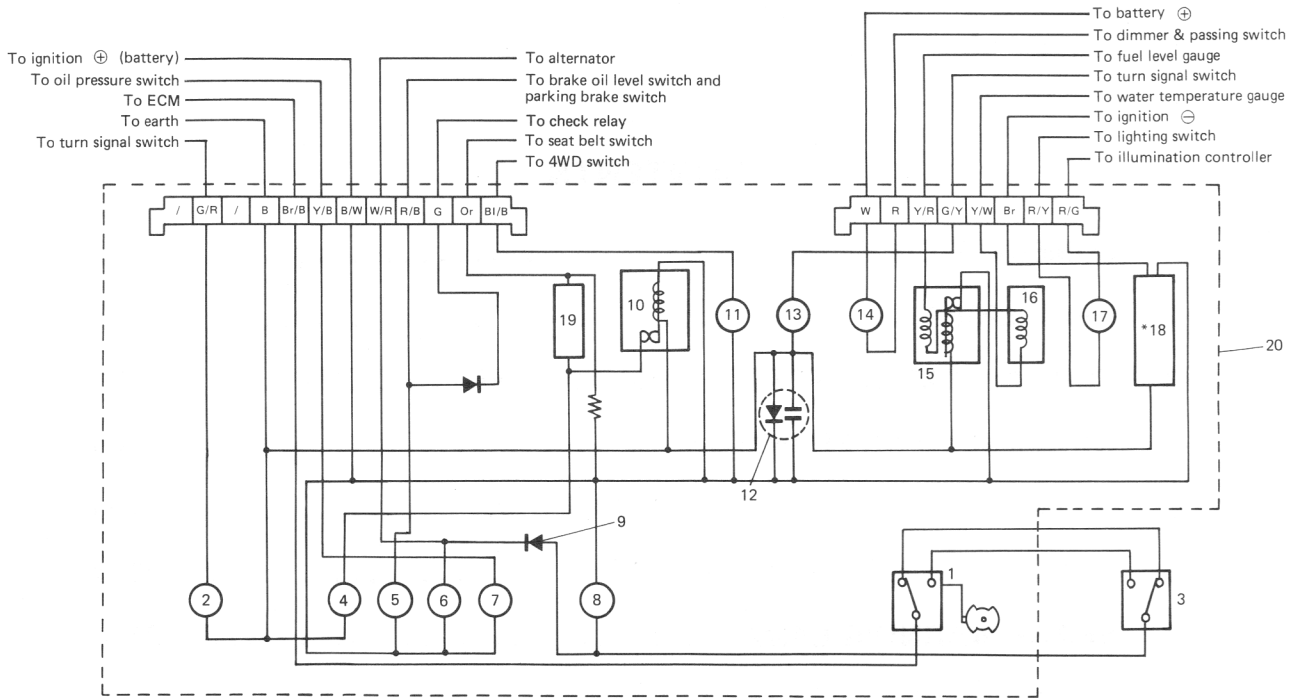 To ignition ⊕ (battery)
To oil pressure switch
To ECM
To earth
To turn signal switch
To alternator
To brake oil level switch and
parking brake switch
To check relay
To seat belt switch
To 4WD switch
To battery ⊕
To dimmer & passing switch
To fuel level gauge
To turn signal switch
To water temperature gauge
To ignition ⊖
To lighting switch
To illumination controller
/ G/R / B Br/B Y/B B/W W/R R/B G Or Bl/B
W R Y/R G/Y Y/W Br R/Y R/G
19
10
11
13
14
15
16
17
*18
20
12
9
2
4
5
6
7
8
1
3